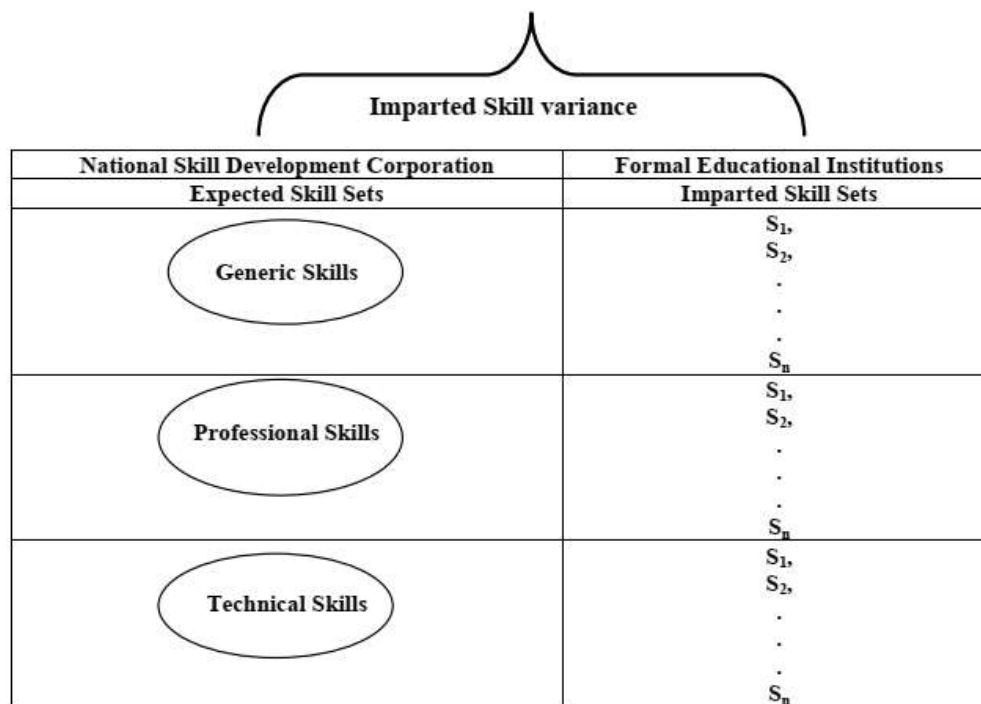 Imparted Skill variance
National Skill Development Corporation
Formal Educational Institutions
Expected Skill Sets
Imparted Skill Sets
Generic Skills
S₁,
S₂,
.
.
.
Sₙ
Professional Skills
S₁,
S₂,
.
.
.
Sₙ
Technical Skills
S₁,
S₂,
.
.
.
Sₙ